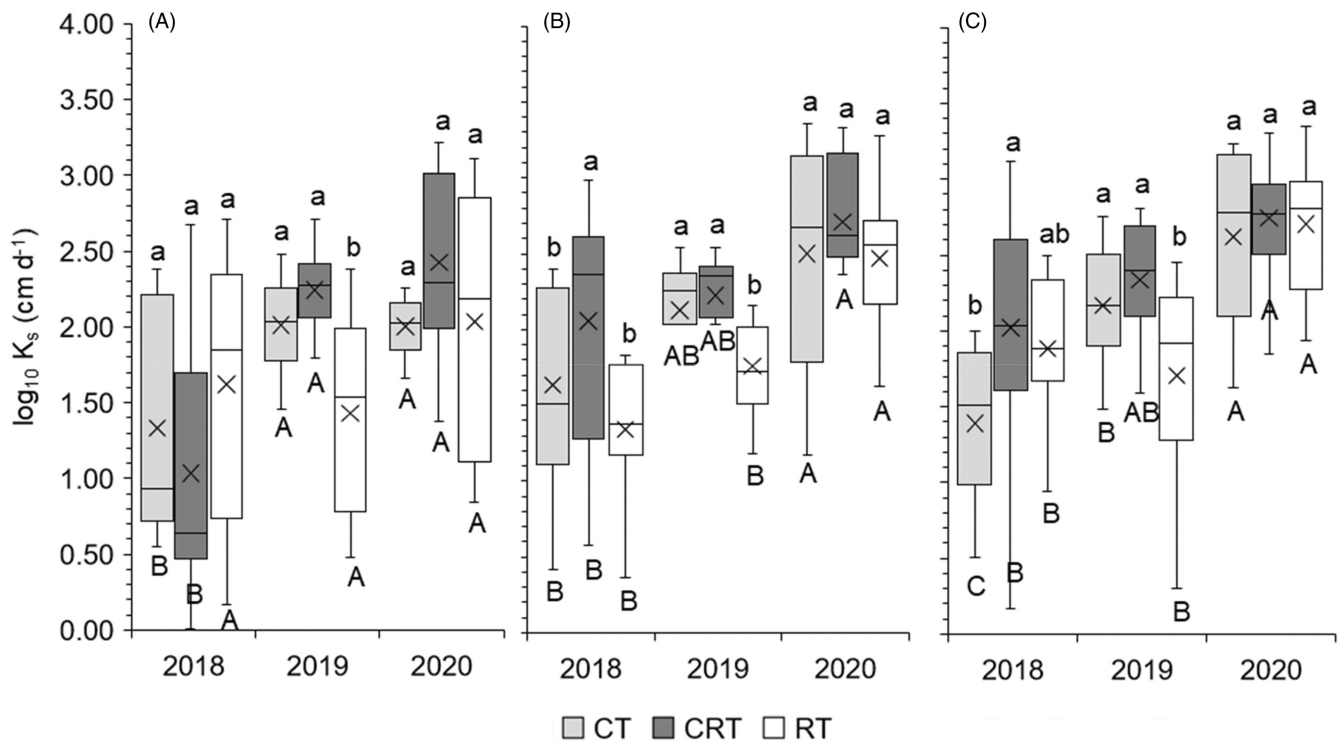 (A) (B) (C)
4.00
3.50
3.00
2.50
2.00
1.50
1.00
0.50
0.00
log10 Ks (cm d-1)
a a a a a b a a a
B B A A A A A A A
b a b a a b a a a
B B B AB AB B A A A
b a ab a a b a a a
C B B B AB B A A A
2018 2019 2020 2018 2019 2020 2018 2019 2020
CT CRT RT